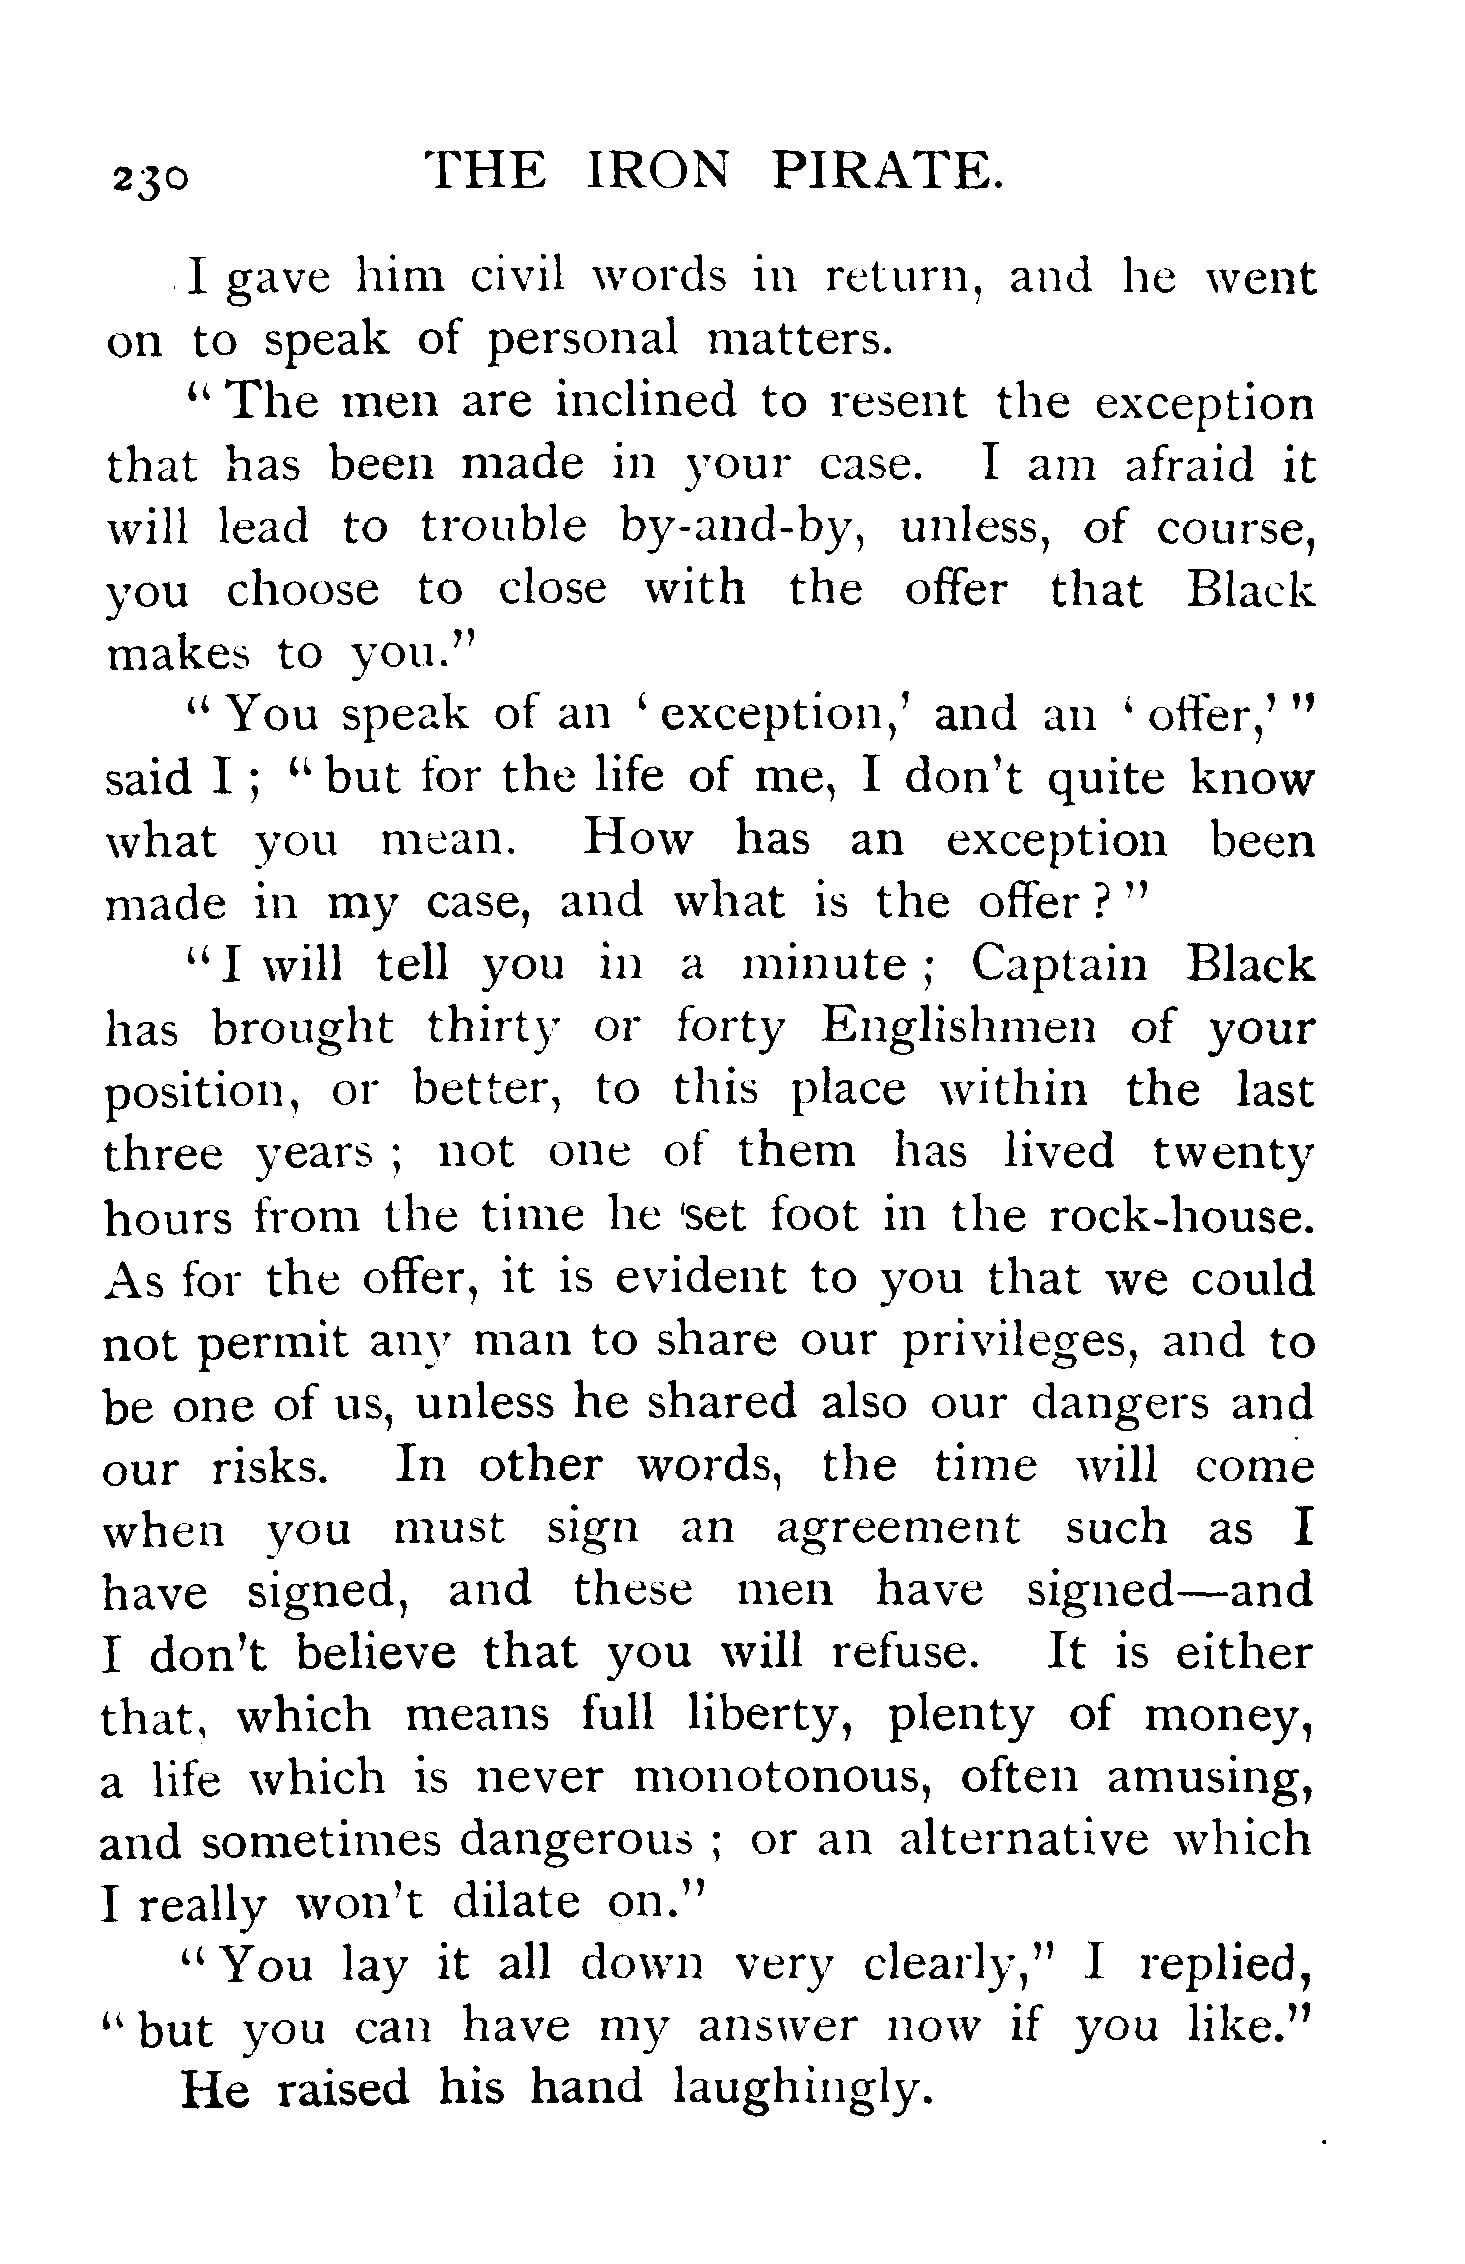 230 THE IRON PIRATE.
I gave him civil words in return, and he went
on to speak of personal matters.
“ The men are inclined to resent the exception
that has been made in your case. I am afraid it
will lead to trouble by-and-by, unless, of course,
you choose to close with the offer that Black
makes to you.”
“ You speak of an ‘ exception,’ and an ‘ offer,’ ”
said I ; “ but for the life of me, I don’t quite know
what you mean. How has an exception been
made in my case, and what is the offer ? ”
“ I will tell you in a minute ; Captain Black
has brought thirty or forty Englishmen of your
position, or better, to this place within the last
three years ; not one of them has lived twenty
hours from the time he set foot in the rock-house.
As for the offer, it is evident to you that we could
not permit any man to share our privileges, and to
be one of us, unless he shared also our dangers and
our risks. In other words, the time will come
when you must sign an agreement such as I
have signed, and these men have signed—and
I don’t believe that you will refuse. It is either
that, which means full liberty, plenty of money,
a life which is never monotonous, often amusing,
and sometimes dangerous ; or an alternative which
I really won’t dilate on.”
“ You lay it all down very clearly,” I replied,
“ but you can have my answer now if you like.”
He raised his hand laughingly.